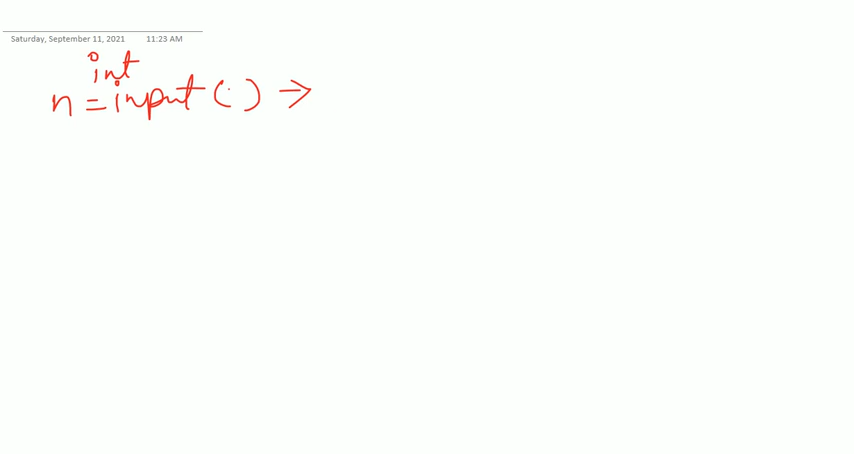 Saturday, September 11, 2021 11:23 AM
int
n = input() →